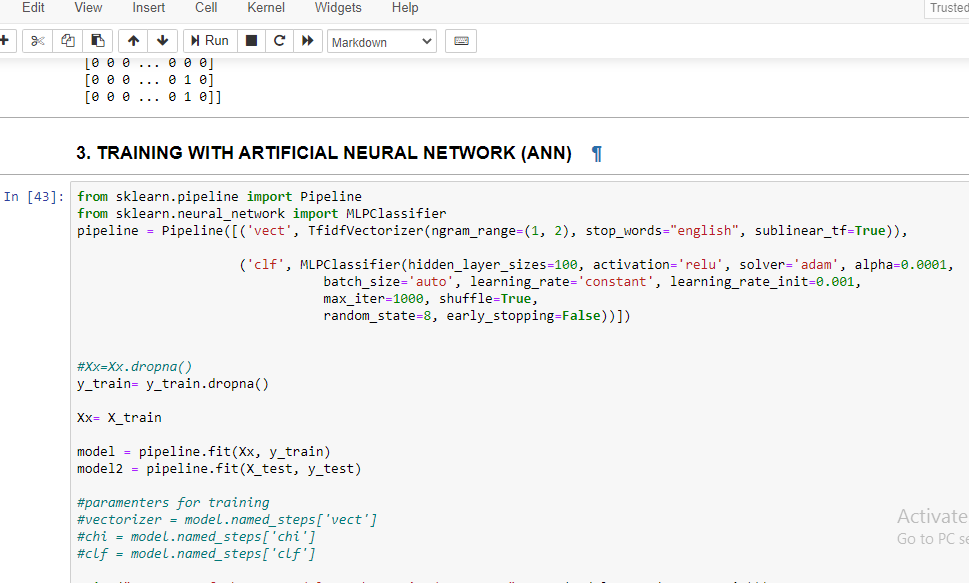 Edit View Insert Cell Kernel Widgets Help
Trusted
Run
Markdown
[0 0 0 ... 0 0 0]
[0 0 0 ... 0 1 0]
[0 0 0 ... 0 1 0]]
3. TRAINING WITH ARTIFICIAL NEURAL NETWORK (ANN) ¶
In [43]:
from sklearn.pipeline import Pipeline
from sklearn.neural_network import MLPClassifier
pipeline = Pipeline([('vect', TfidfVectorizer(ngram_range=(1, 2), stop_words="english", sublinear_tf=True)),
('clf', MLPClassifier(hidden_layer_sizes=100, activation='relu', solver='adam', alpha=0.0001,
batch_size='auto', learning_rate='constant', learning_rate_init=0.001,
max_iter=1000, shuffle=True,
random_state=8, early_stopping=False))])
#Xx=Xx.dropna()
y_train= y_train.dropna()
Xx= X_train
model = pipeline.fit(Xx, y_train)
model2 = pipeline.fit(X_test, y_test)
#paramenters for training
#vectorizer = model.named_steps['vect']
#chi = model.named_steps['chi']
#clf = model.named_steps['clf']
Activate
Go to PC se